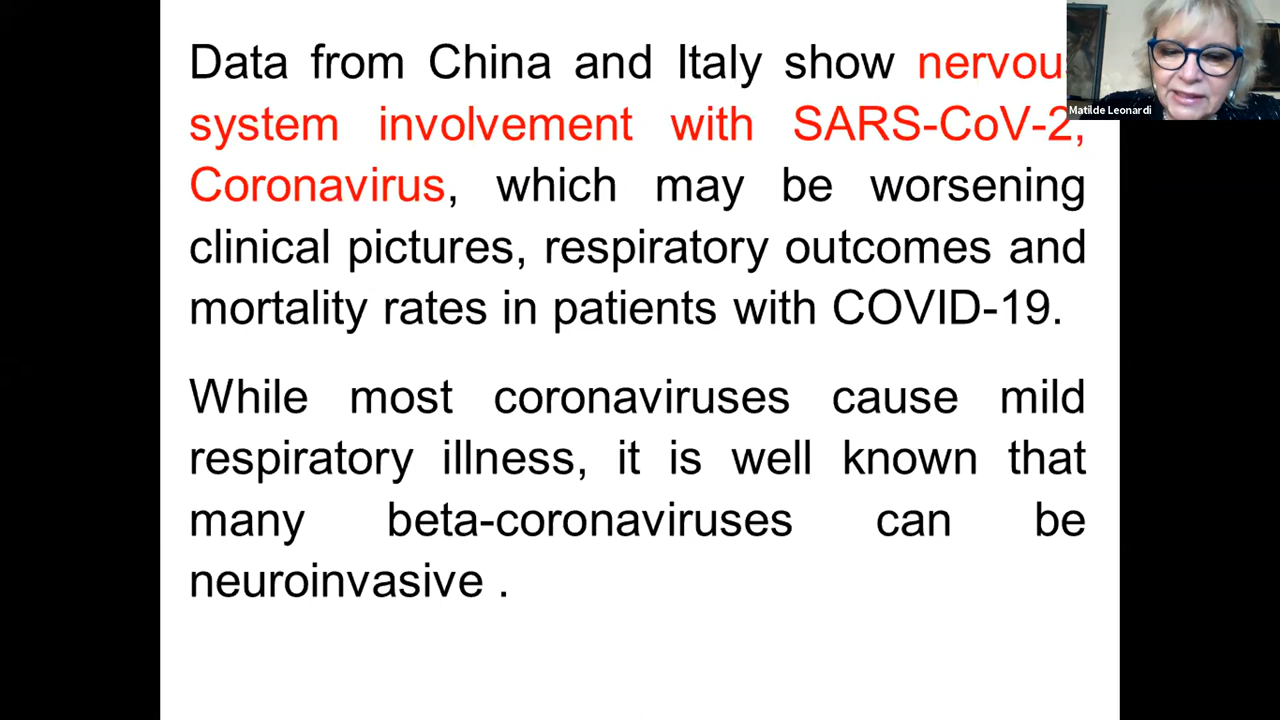 Data from China and Italy show nervous
system involvement with SARS-CoV-2,
Coronavirus, which may be worsening
clinical pictures, respiratory outcomes and
mortality rates in patients with COVID-19.
While most coronaviruses cause mild
respiratory illness, it is well known that
many beta-coronaviruses can be
neuroinvasive .
Matilde Leonardi